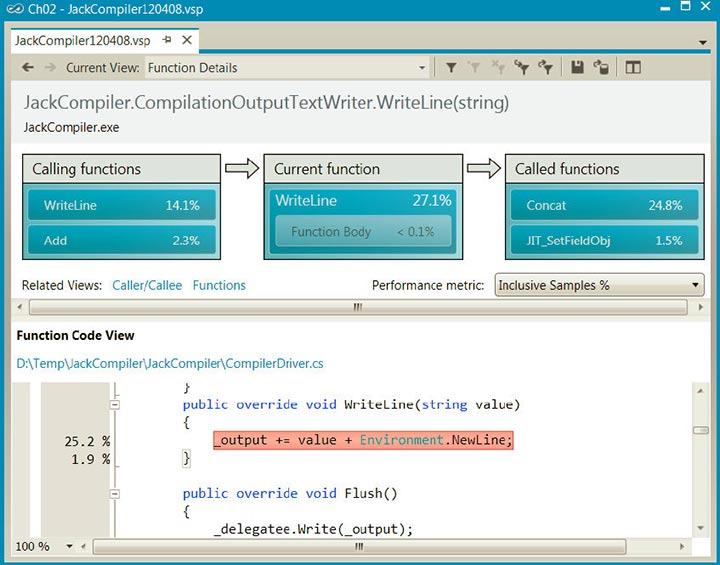 Ch02 - JackCompiler120408.vsp
JackCompiler120408.vsp
Current View: Function Details
JackCompiler.CompilationOutputTextWriter.WriteLine(string)
JackCompiler.exe
Calling functions
WriteLine 14.1%
Add 2.3%
Current function
WriteLine 27.1%
Function Body < 0.1%
Called functions
Concat 24.8%
JIT_SetFieldObj 1.5%
Related Views: Caller/Callee Functions
Performance metric: Inclusive Samples %
Function Code View
D:\Temp\JackCompiler\JackCompiler\CompilerDriver.cs
}
public override void WriteLine(string value)
{
25.2 % _output += value + Environment.NewLine;
1.9 % }
public override void Flush()
{
_delegatee.Write(_output);
100 %